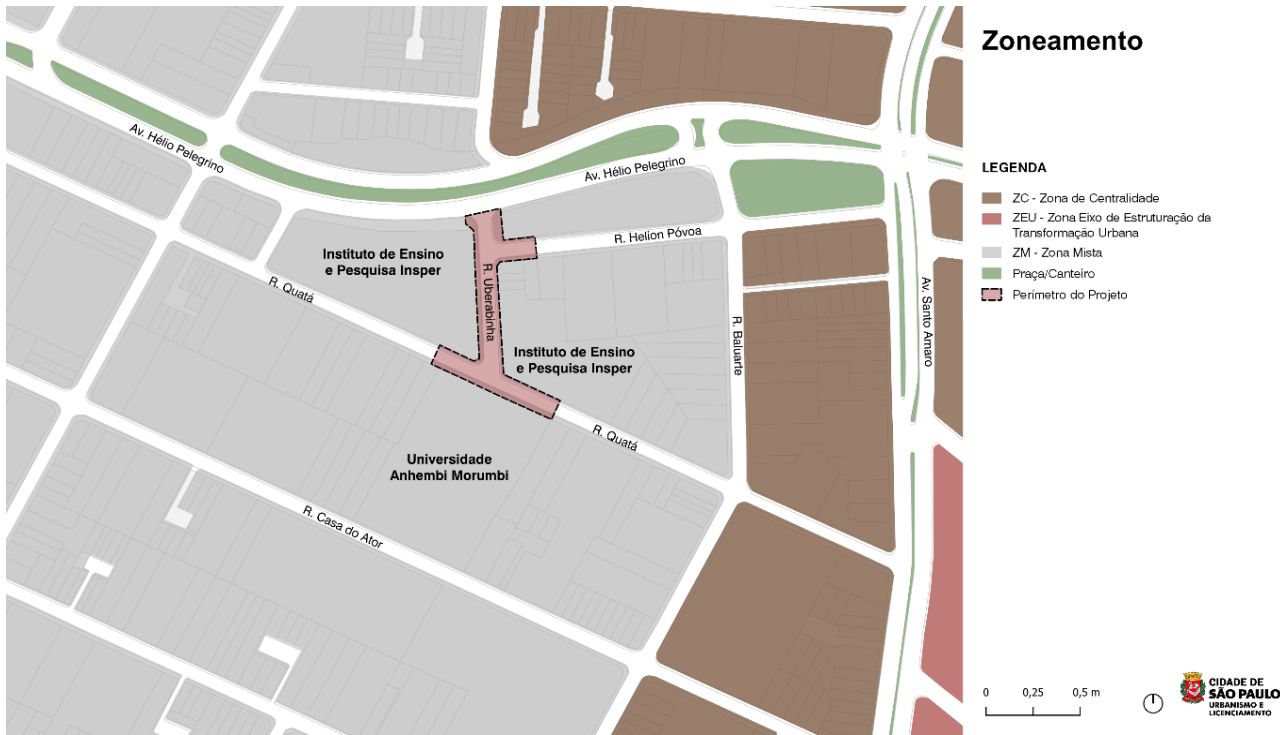 Zoneamento
LEGENDA
ZC - Zona de Centralidade
ZEU - Zona Eixo de Estruturação da
Transformação Urbana
ZM - Zona Mista
Praça/Canteiro
Perímetro do Projeto
Av. Hélio Pelegrino
Av. Hélio Pelegrino
R. Helion Póvoa
Instituto de Ensino
e Pesquisa Insper
R. Uberabinha
R. Quatá
Av. Santo Amaro
R. Baluarte
Instituto de Ensino
e Pesquisa Insper
R. Quatá
Universidade
Anhembi Morumbi
R. Casa do Ator
0 0,25 0,5 m
CIDADE DE
SÃO PAULO
URBANISMO E
LICENCIAMENTO